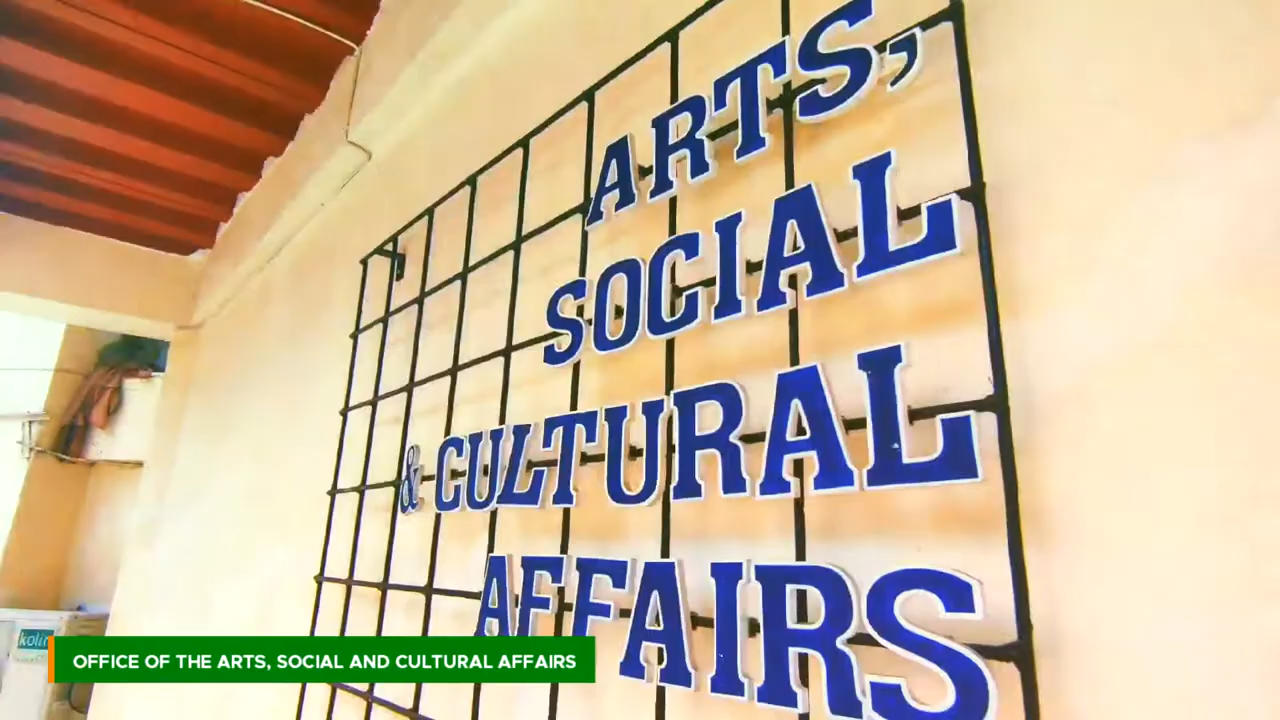 ARTS,
SOCIAL
& CULTURAL
AFFAIRS
OFFICE OF THE ARTS, SOCIAL AND CULTURAL AFFAIRS